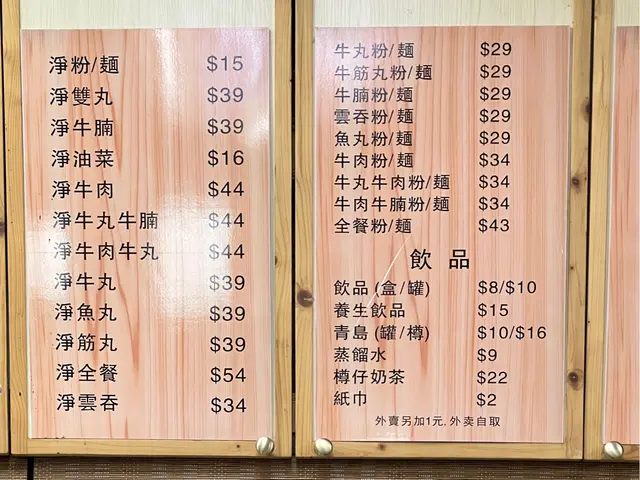 淨粉/麵 $15
淨雙丸 $39
淨牛腩 $39
淨油菜 $16
淨牛肉 $44
淨牛丸牛腩 $44
淨牛肉牛丸 $44
淨牛丸 $39
淨魚丸 $39
淨筋丸 $39
淨全餐 $54
淨雲吞 $34
牛丸粉/麵 $29
牛筋丸粉/麵 $29
牛腩粉/麵 $29
雲吞粉/麵 $29
魚丸粉/麵 $29
牛肉粉/麵 $34
牛丸牛肉粉/麵 $34
牛肉牛腩粉/麵 $34
全餐粉/麵 $43
飲品
飲品 (盒/罐) $8/$10
養生飲品 $15
青島 (罐/樽) $10/$16
蒸餾水 $9
樽仔奶茶 $22
紙巾 $2
外賣另加1元, 外卖自取